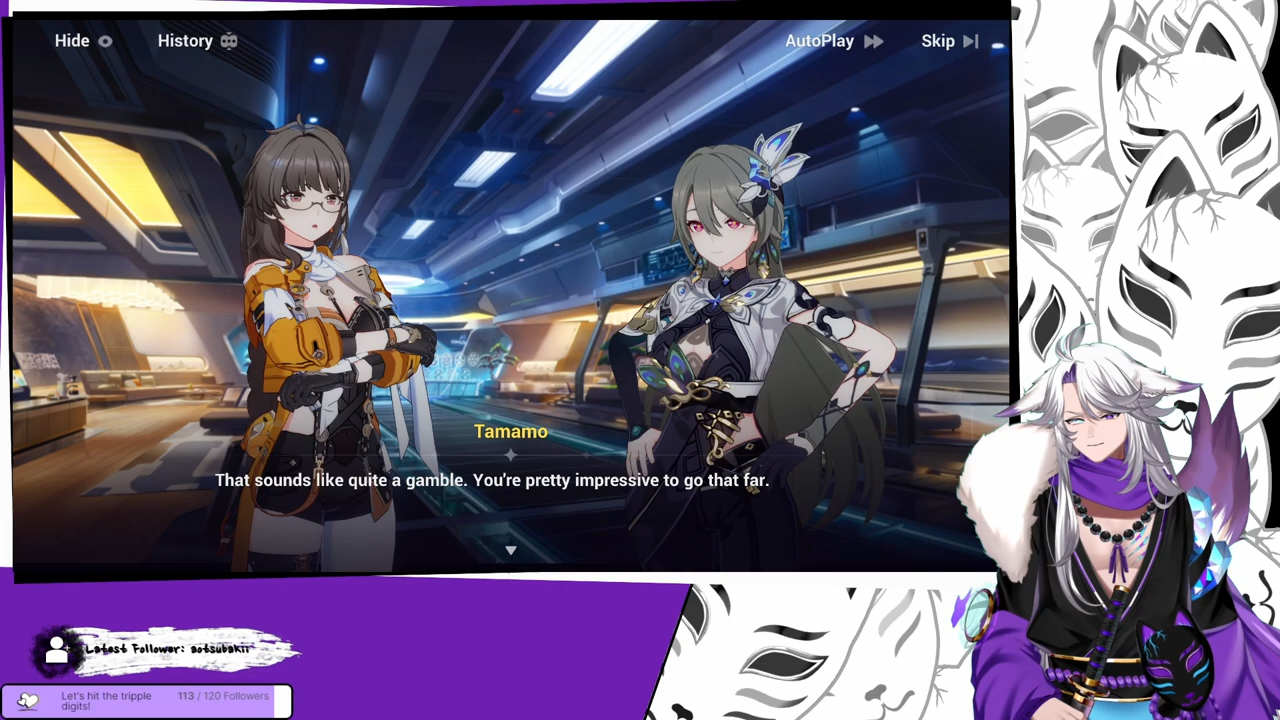 Hide
History
AutoPlay
Skip
Tamamo
That sounds like quite a gamble. You're pretty impressive to go that far.
Latest Follower: aotsubakii
Let's hit the tripple
digits!
113 / 120 Followers